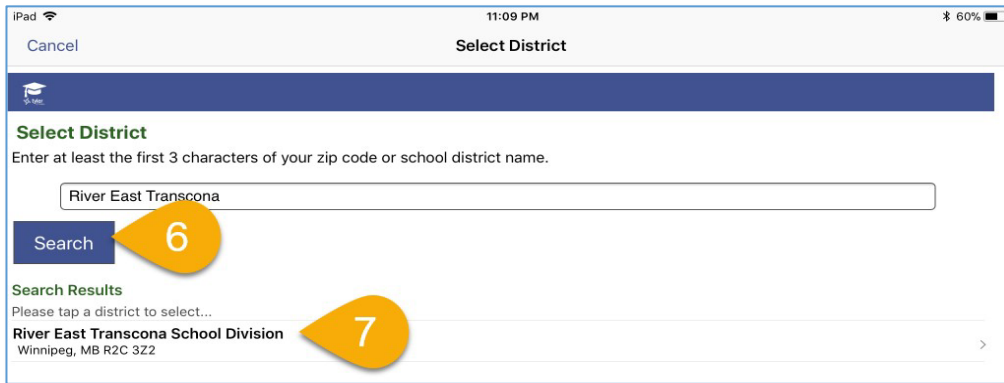 iPad 11:09 PM 60%
Cancel Select District
Select District
Enter at least the first 3 characters of your zip code or school district name.
River East Transcona
Search 6
Search Results
Please tap a district to select...
River East Transcona School Division 7
Winnipeg, MB R2C 3Z2